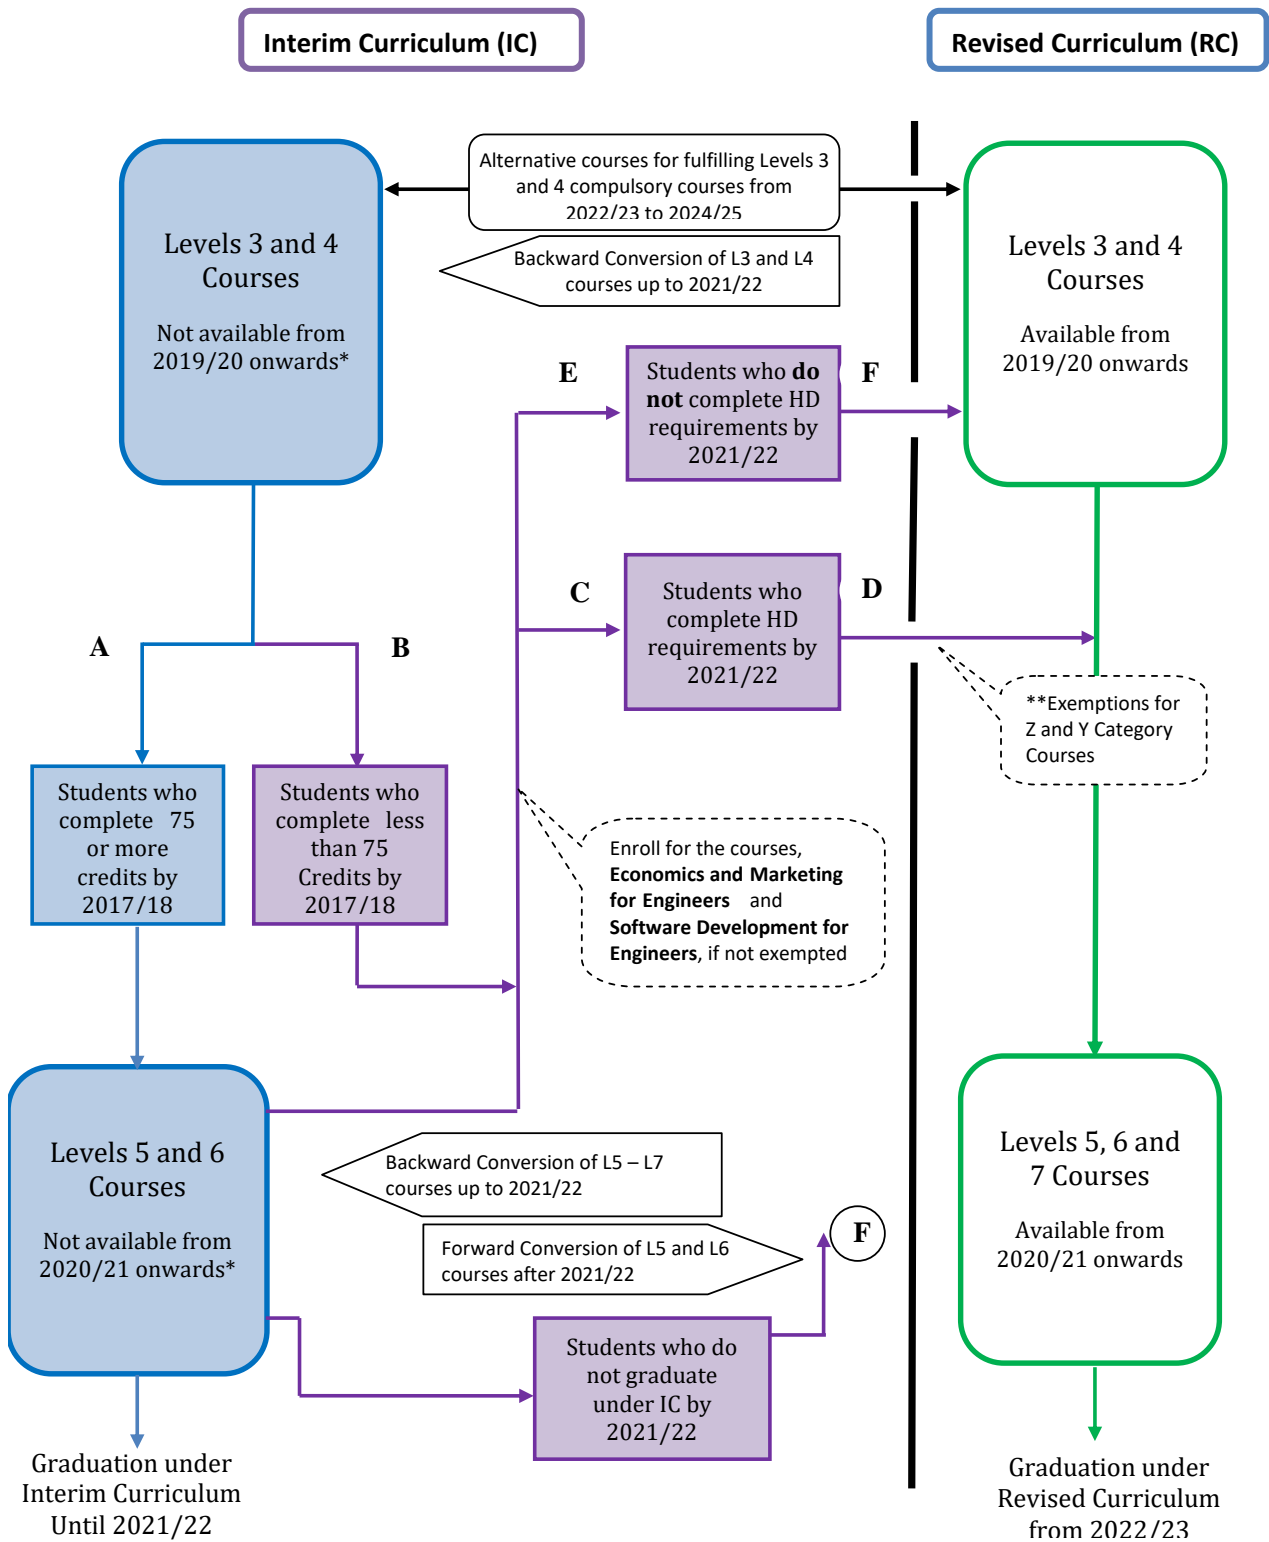 Interim Curriculum (IC)
Revised Curriculum (RC)
Alternative courses for fulfilling Levels 3
and 4 compulsory courses from
2022/23 to 2024/25
Backward Conversion of L3 and L4
courses up to 2021/22
Levels 3 and 4
Courses
Not available from
2019/20 onwards*
Levels 3 and 4
Courses
Available from
2019/20 onwards
E
Students who do
not complete HD
requirements by
2021/22
F
C
Students who
complete HD
requirements by
2021/22
D
A
B
**Exemptions for
Z and Y Category
Courses
Students who
complete 75
or more
credits by
2017/18
Students who
complete less
than 75
Credits by
2017/18
Enroll for the courses,
Economics and Marketing
for Engineers and
Software Development for
Engineers, if not exempted
Levels 5 and 6
Courses
Not available from
2020/21 onwards*
Backward Conversion of L5 – L7
courses up to 2021/22
Forward Conversion of L5 and L6
courses after 2021/22
F
Levels 5, 6 and
7 Courses
Available from
2020/21 onwards
Students who do
not graduate
under IC by
2021/22
Graduation under
Interim Curriculum
Until 2021/22
Graduation under
Revised Curriculum
from 2022/23